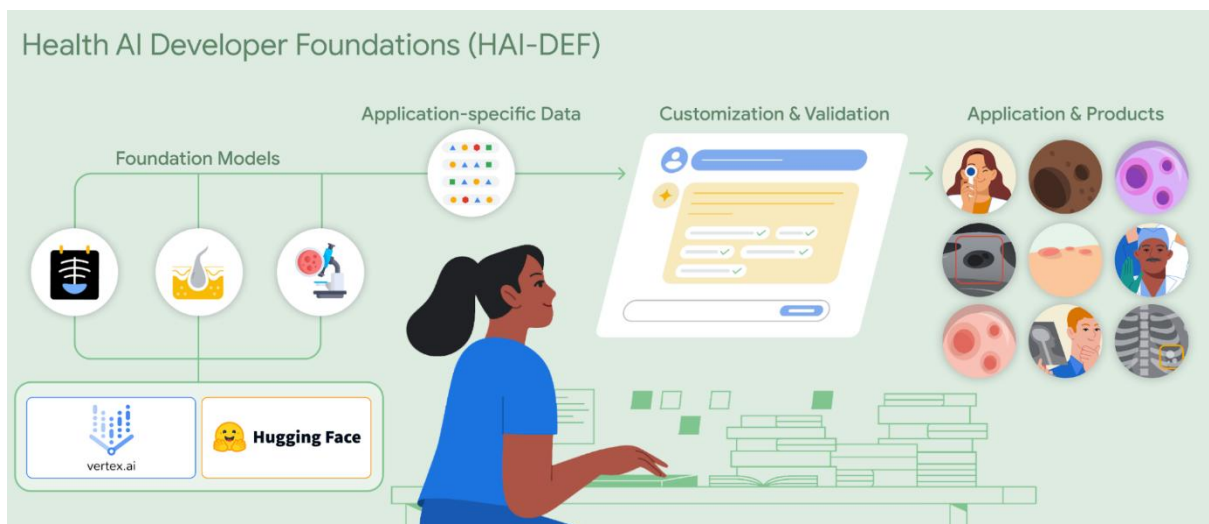 Health AI Developer Foundations (HAI-DEF)
Application-specific Data
Customization & Validation
Application & Products
Foundation Models
vertex.ai
Hugging Face